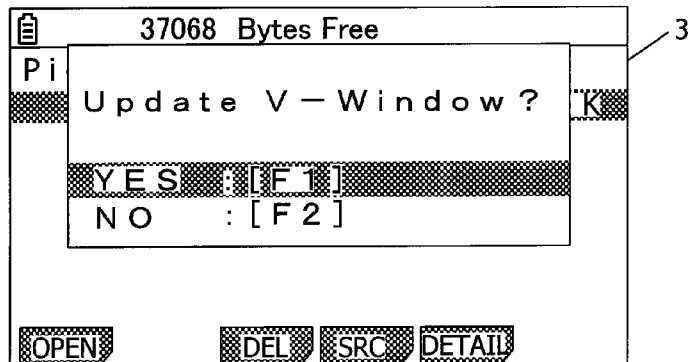 37068 Bytes Free
3
Pi
K
Update V-Window?
YES :[F1]
NO :[F2]
OPEN DEL SRC DETAIL